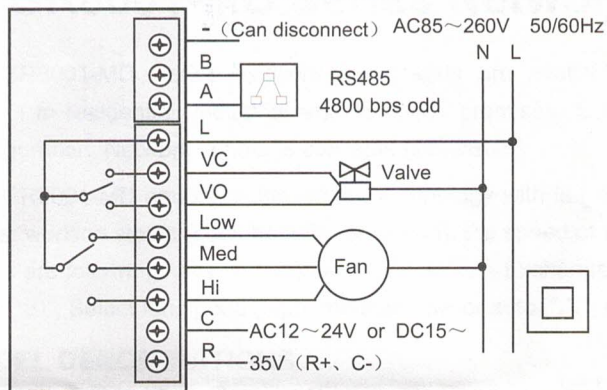 -（Can disconnect） AC85～260V 50/60Hz
N L
B
A
RS485
4800 bps odd
L
VC
VO
Valve
Low
Med
Hi
Fan
C
AC12～24V or DC15～
R
35V（R+、C-）